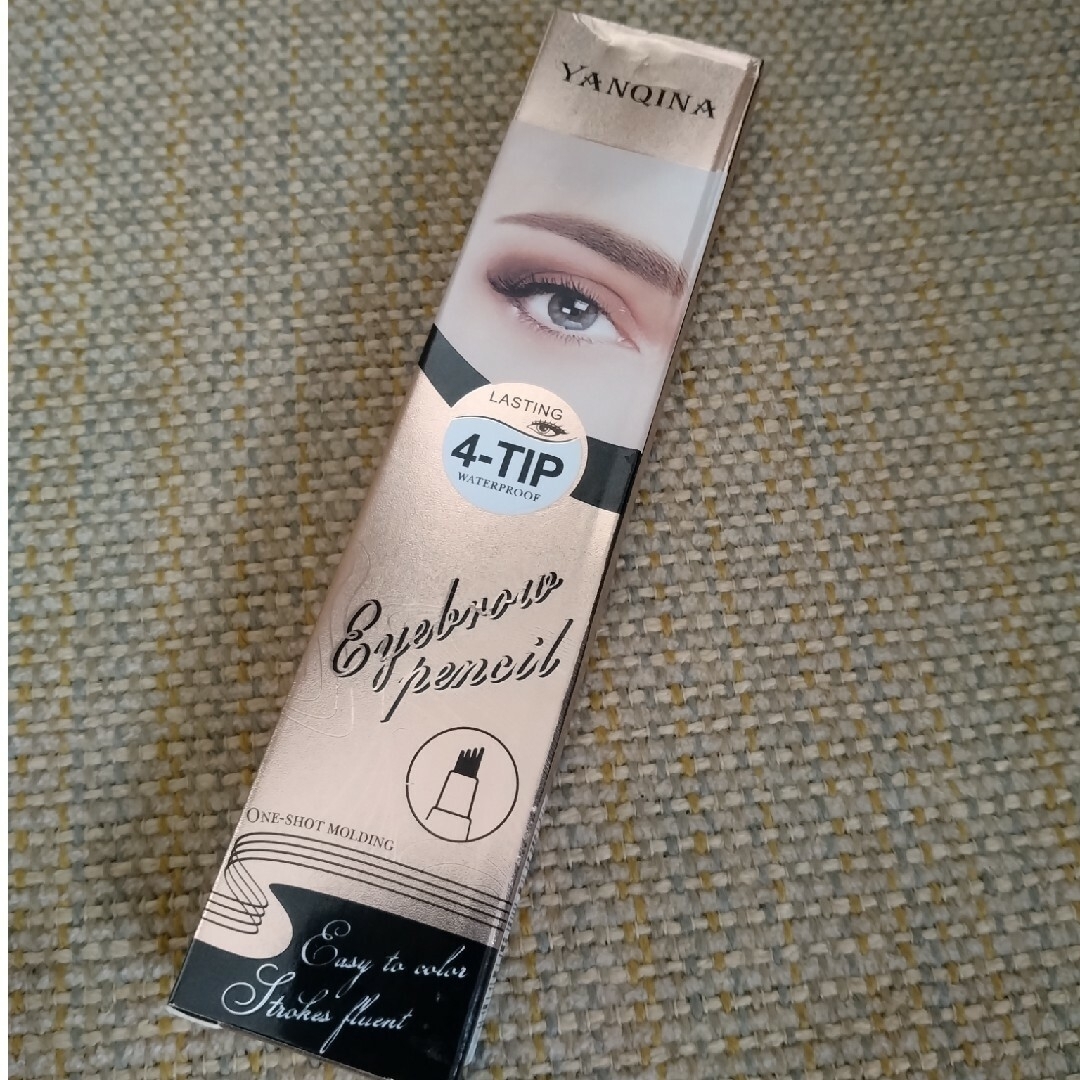 YANQINA
LASTING
4-TIP
WATERPROOF
Eyebrow
pencil
ONE-SHOT MOLDING
Easy to color
Strokes fluent